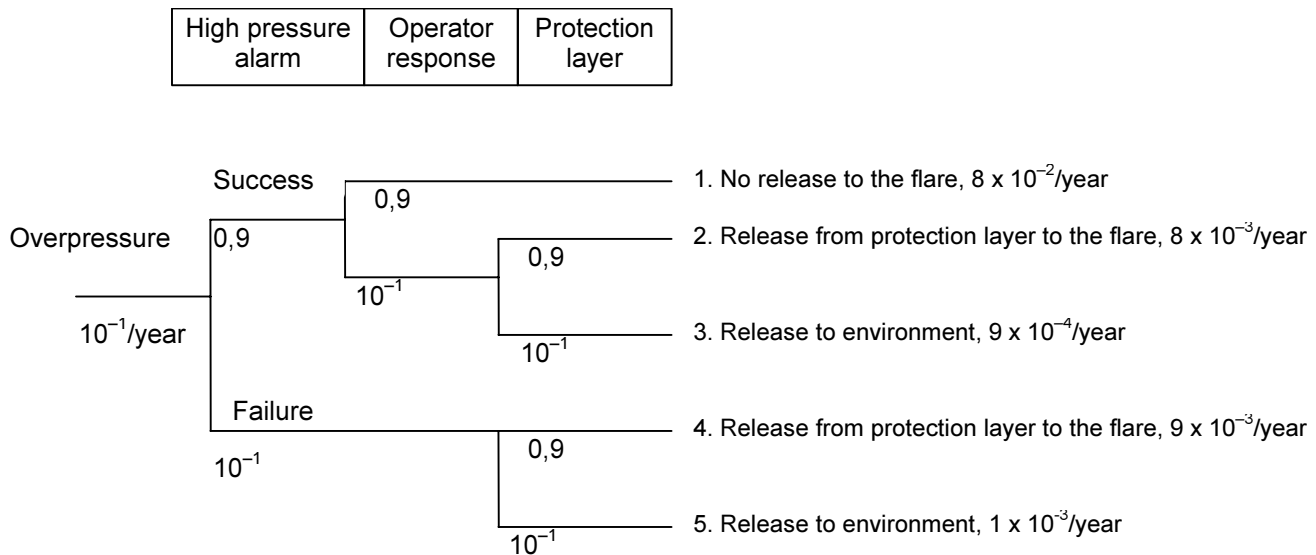 High pressure
alarm
Operator
response
Protection
layer
Success
1. No release to the flare, 8 x 10⁻²/year
0,9
Overpressure
0,9
2. Release from protection layer to the flare, 8 x 10⁻³/year
0,9
10⁻¹
10⁻¹/year
3. Release to environment, 9 x 10⁻⁴/year
10⁻¹
Failure
4. Release from protection layer to the flare, 9 x 10⁻³/year
0,9
10⁻¹
5. Release to environment, 1 x 10⁻³/year
10⁻¹